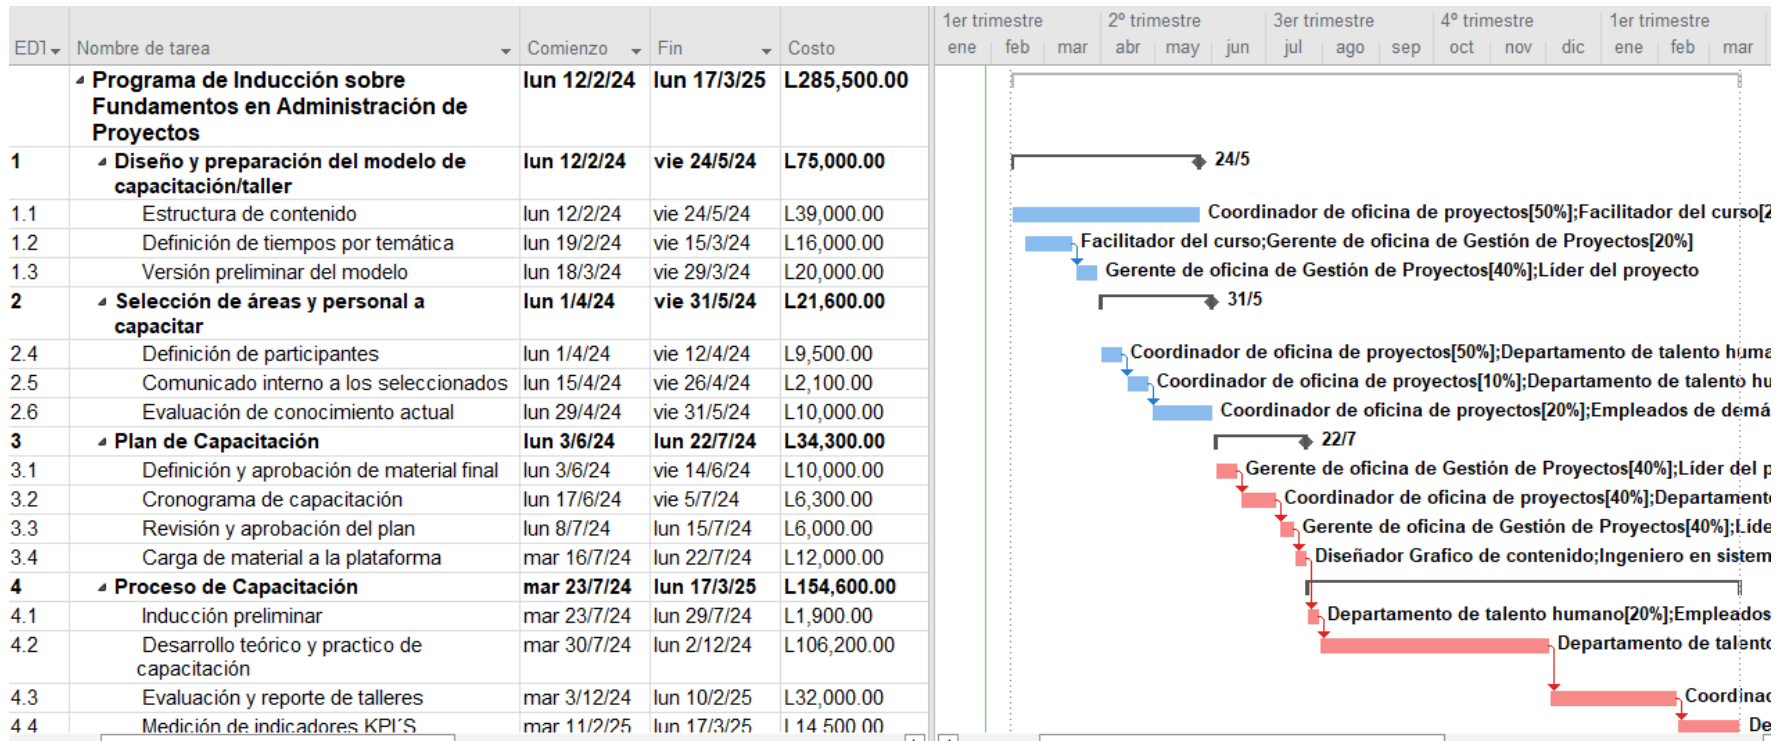 1er trimestre 2º trimestre 3er trimestre 4º trimestre 1er trimestre
EDT Nombre de tarea Comienzo Fin Costo ene feb mar abr may jun jul ago sep oct nov dic ene feb mar
Programa de Inducción sobre lun 12/2/24 lun 17/3/25 L285,500.00
Fundamentos en Administración de
Proyectos
1 Diseño y preparación del modelo de lun 12/2/24 vie 24/5/24 L75,000.00 24/5
capacitación/taller
1.1 Estructura de contenido lun 12/2/24 vie 24/5/24 L39,000.00 Coordinador de oficina de proyectos[50%];Facilitador del curso[2
1.2 Definición de tiempos por temática lun 19/2/24 vie 15/3/24 L16,000.00 Facilitador del curso;Gerente de oficina de Gestión de Proyectos[20%]
1.3 Versión preliminar del modelo lun 18/3/24 vie 29/3/24 L20,000.00 Gerente de oficina de Gestión de Proyectos[40%];Líder del proyecto
2 Selección de áreas y personal a lun 1/4/24 vie 31/5/24 L21,600.00 31/5
capacitar
2.4 Definición de participantes lun 1/4/24 vie 12/4/24 L9,500.00 Coordinador de oficina de proyectos[50%];Departamento de talento huma
2.5 Comunicado interno a los seleccionados lun 15/4/24 vie 26/4/24 L2,100.00 Coordinador de oficina de proyectos[10%];Departamento de talento hu
2.6 Evaluación de conocimiento actual lun 29/4/24 vie 31/5/24 L10,000.00 Coordinador de oficina de proyectos[20%];Empleados de demá
3 Plan de Capacitación lun 3/6/24 lun 22/7/24 L34,300.00 22/7
3.1 Definición y aprobación de material final lun 3/6/24 vie 14/6/24 L10,000.00 Gerente de oficina de Gestión de Proyectos[40%];Líder del p
3.2 Cronograma de capacitación lun 17/6/24 vie 5/7/24 L6,300.00 Coordinador de oficina de proyectos[40%];Departamento
3.3 Revisión y aprobación del plan lun 8/7/24 lun 15/7/24 L6,000.00 Gerente de oficina de Gestión de Proyectos[40%];Líde
3.4 Carga de material a la plataforma mar 16/7/24 lun 22/7/24 L12,000.00 Diseñador Grafico de contenido;Ingeniero en sistem
4 Proceso de Capacitación mar 23/7/24 lun 17/3/25 L154,600.00
4.1 Inducción preliminar mar 23/7/24 lun 29/7/24 L1,900.00 Departamento de talento humano[20%];Empleados
4.2 Desarrollo teórico y practico de mar 30/7/24 lun 2/12/24 L106,200.00 Departamento de talento
capacitación
4.3 Evaluación y reporte de talleres mar 3/12/24 lun 10/2/25 L32,000.00 Coordinad
4.4 Medición de indicadores KPI´S mar 11/2/25 lun 17/3/25 L14,500.00 De